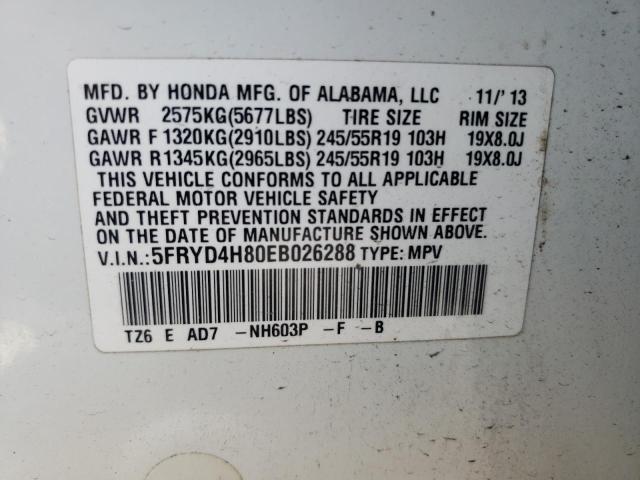 MFD. BY HONDA MFG. OF ALABAMA, LLC 11/'13
GVWR 2575KG(5677LBS) TIRE SIZE RIM SIZE
GAWR F 1320KG(2910LBS) 245/55R19 103H 19X8.0J
GAWR R1345KG(2965LBS) 245/55R19 103H 19X8.0J
THIS VEHICLE CONFORMS TO ALL APPLICABLE
FEDERAL MOTOR VEHICLE SAFETY
AND THEFT PREVENTION STANDARDS IN EFFECT
ON THE DATE OF MANUFACTURE SHOWN ABOVE.
V.I.N.:5FRYD4H80EB026288 TYPE: MPV
TZ6 E AD7 -NH603P -F -B